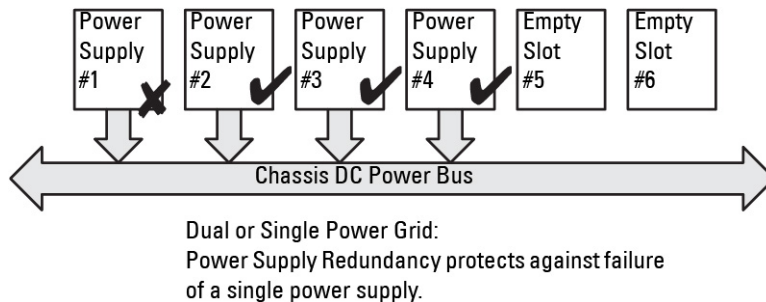 Power
Supply
#1
Power
Supply
#2
Power
Supply
#3
Power
Supply
#4
Empty
Slot
#5
Empty
Slot
#6
Chassis DC Power Bus
Dual or Single Power Grid:
Power Supply Redundancy protects against failure
of a single power supply.